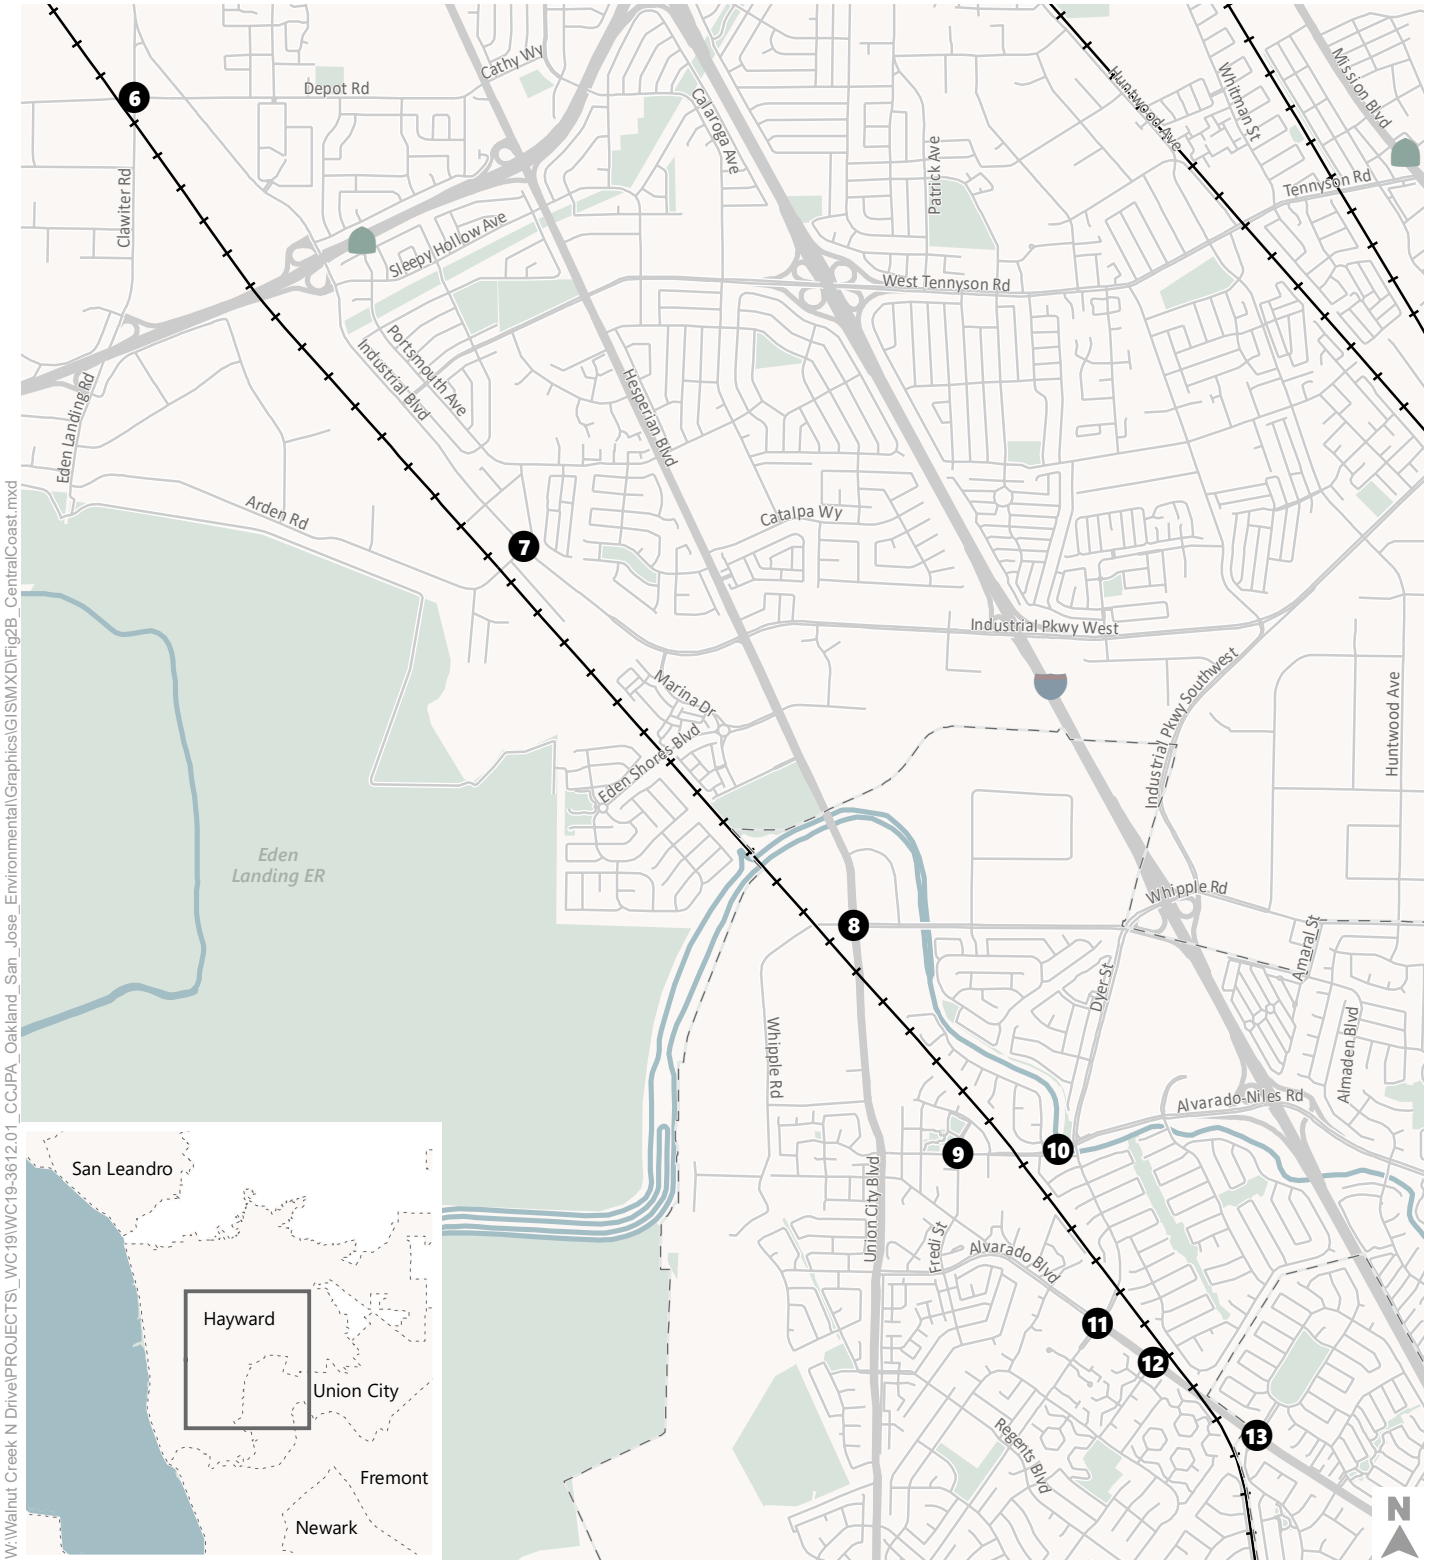 Cathy Wy
Depot Rd
6
Clawiter Rd
Calaroga Ave
Huntwood Ave
Whitman St
Mission Blvd
Patrick Ave
Tennyson Rd
Sleepy Hollow Ave
West Tennyson Rd
Portsmouth Ave
Industrial Blvd
Eden Landing Rd
Hesperian Blvd
Arden Rd
Catalpa Wy
7
Industrial Pkwy West
Marina Dr
Eden Shores Blvd
Industrial Pkwy Southwest
Huntwood Ave
Eden
Landing ER
Whipple Rd
8
Amaral St
Dyer St
Whipple Rd
Almaden Blvd
Alvarado-Niles Rd
9
10
Union City Blvd
Fredi St
Alvarado Blvd
11
12
13
Regents Blvd
San Leandro
Hayward
Union City
Fremont
Newark
N
W:\Walnut Creek N Drive\PROJECTS\_WC19\WC19-3612.01_CCJPA_Oakland_San_Jose_Environmental\Graphics\GIS\MXD\Fig2B_CentralCoast.mxd